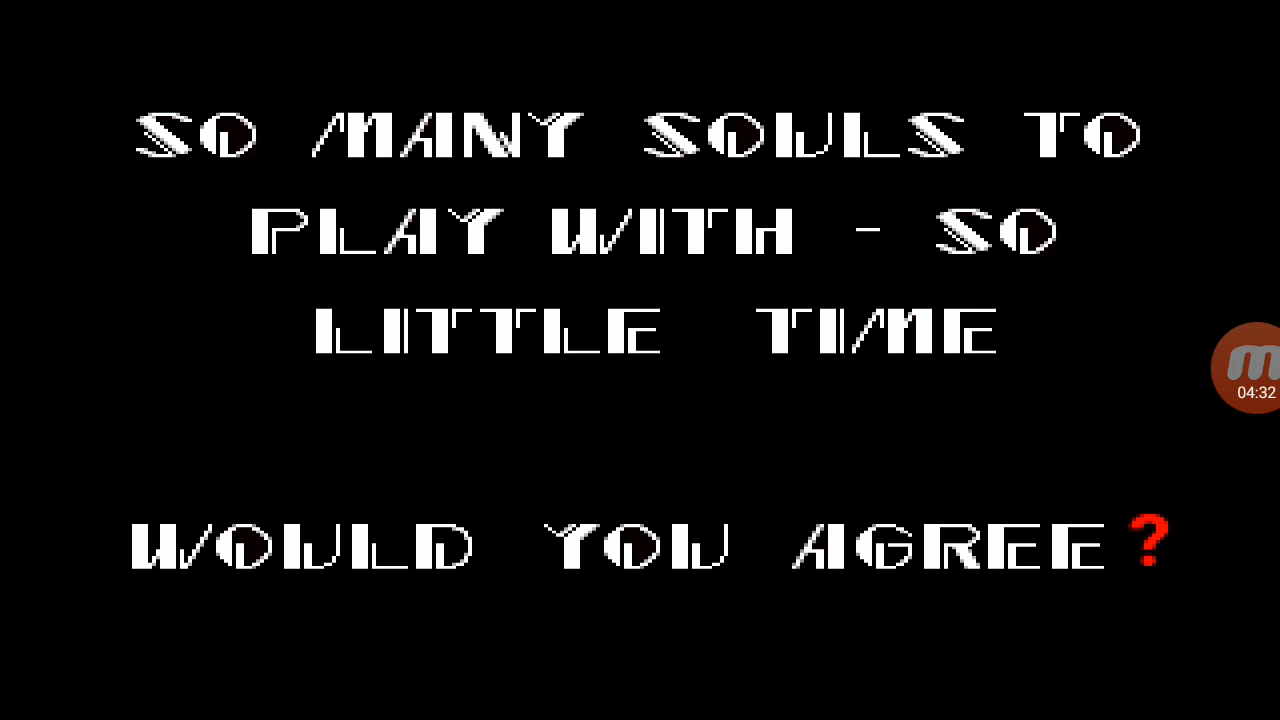 SO MANY SOULS TO
PLAY WITH - SO
LITTLE TIME
WOULD YOU AGREE?
m
04:32